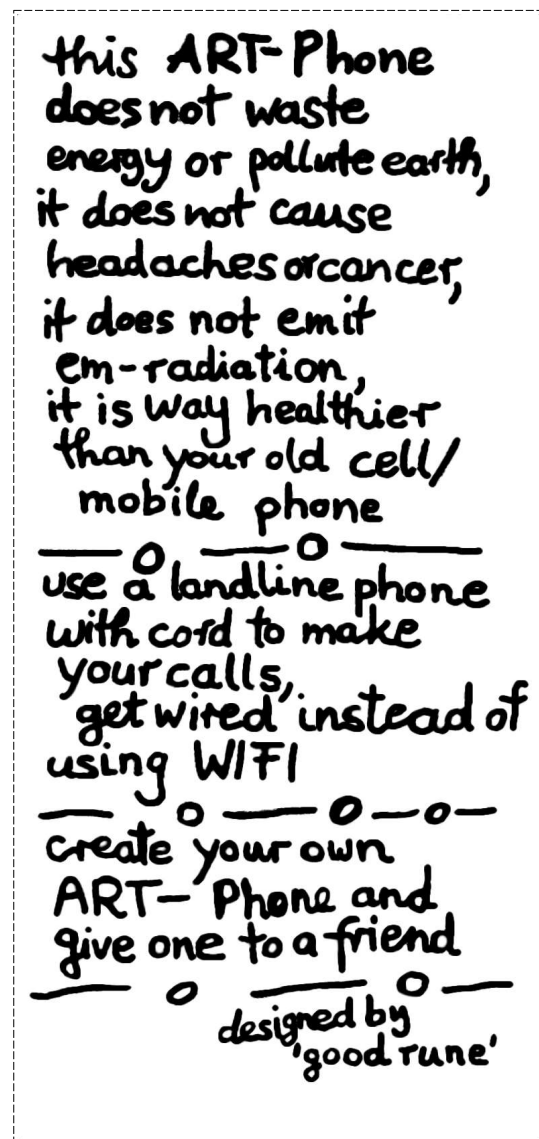 this ART-Phone
does not waste
energy or pollute earth,
it does not cause
headaches or cancer,
it does not emit
em-radiation,
it is way healthier
than your old cell/
mobile phone
use a landline phone
with cord to make
your calls,
'get wired' instead of
using WIFI
create your own
ART-Phone and
give one to a friend
designed by
'good rune'